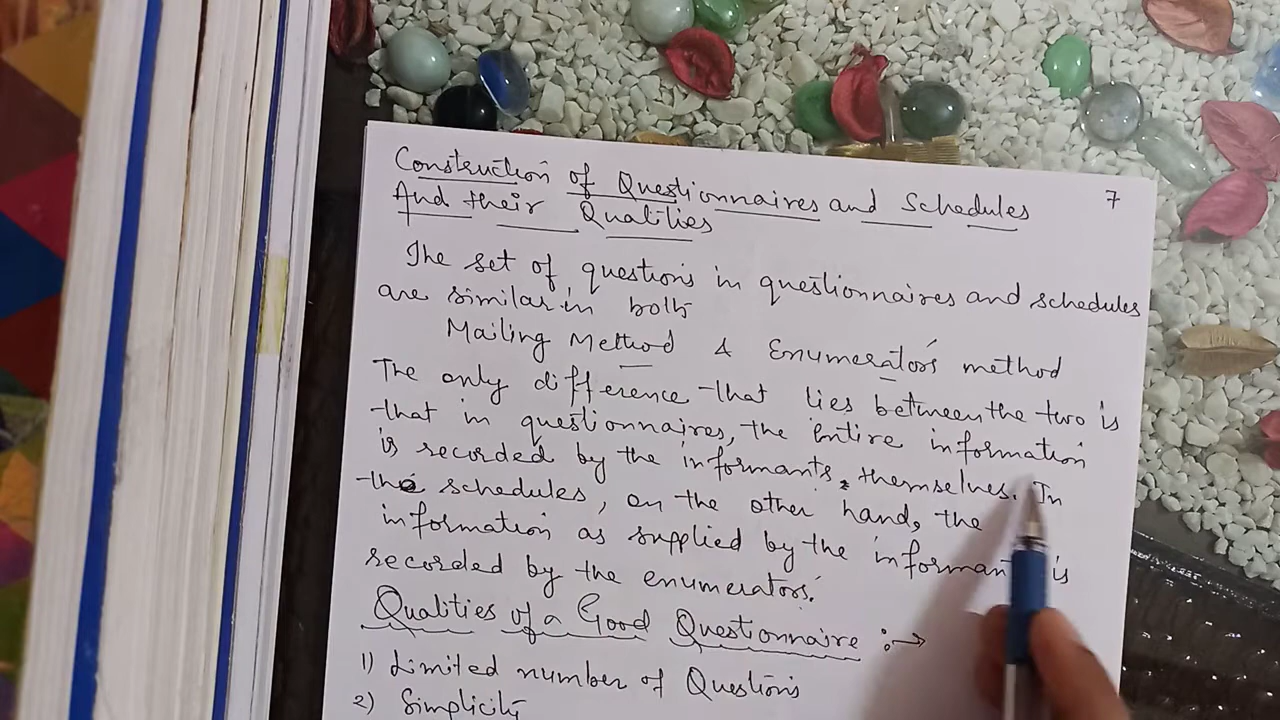 Construction of Questionnaires and Schedules
7
And their Qualities
The set of questions in questionnaires and schedules
are similar in both
Mailing Method & Enumerator's method
The only difference that lies between the two is
that in questionnaires, the entire information
is recorded by the informants themselves. In
the schedules, on the other hand, the
information as supplied by the informant is
recorded by the enumerators.
Qualities of a Good Questionnaire :→
1) Limited number of Questions
2) Simplicity